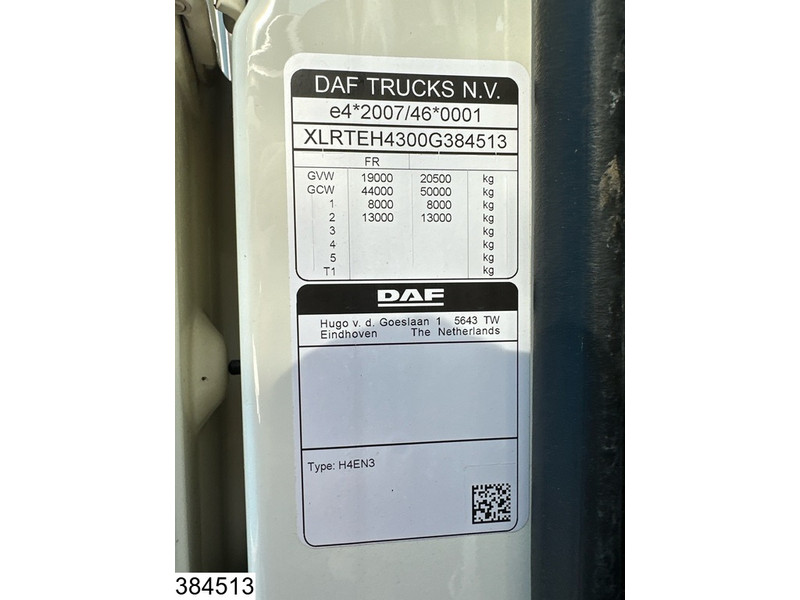 DAF TRUCKS N.V.
e4*2007/46*0001
XLRTEH4300G384513
FR
GVW 19000 20500 kg
GCW 44000 50000 kg
1 8000 8000 kg
2 13000 13000 kg
3 kg
4 kg
5 kg
T1 kg
DAF
Hugo v. d. Goeslaan 1 5643 TW
Eindhoven The Netherlands
Type: H4EN3
384513